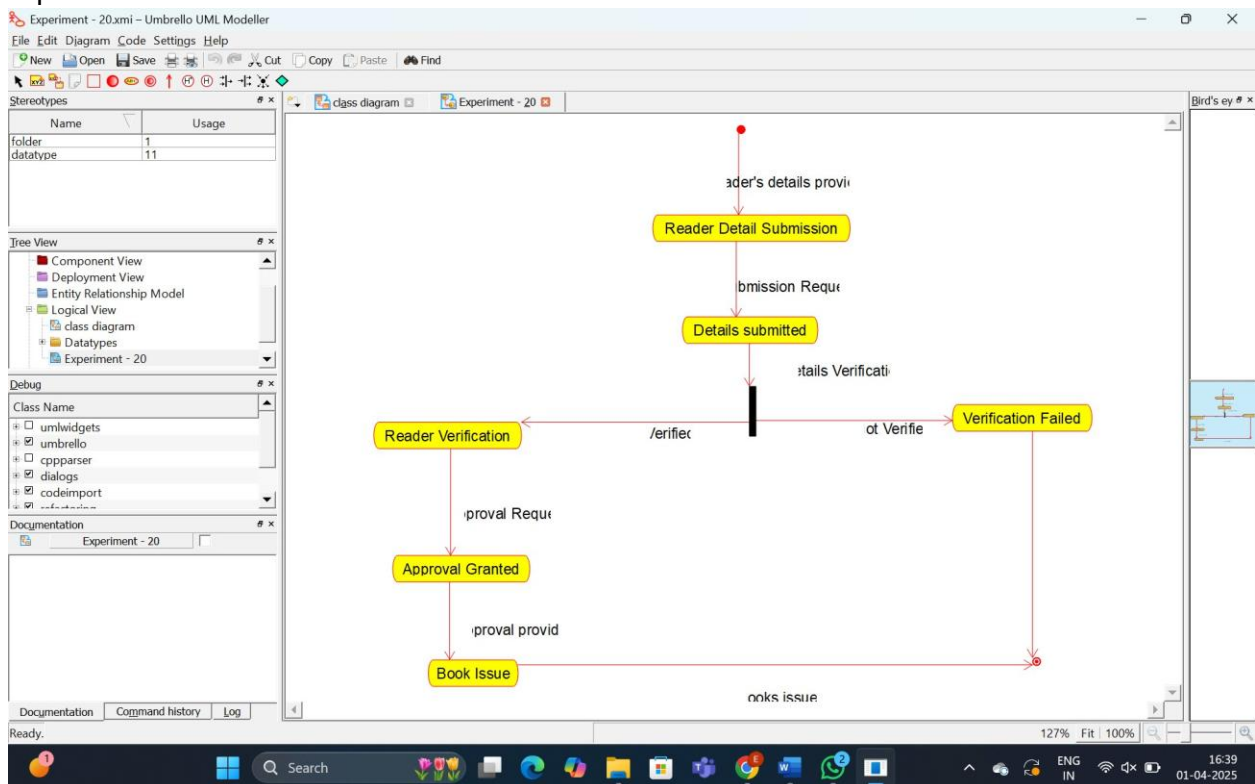 Experiment - 20.xmi – Umbrello UML Modeller
File Edit Diagram Code Settings Help
New Open Save Cut Copy Paste Find
Stereotypes
class diagram
Experiment - 20
Bird's ey
Name Usage
folder 1
datatype 11
ader's details provi
Reader Detail Submission
Tree View
Component View
Deployment View
Entity Relationship Model
Logical View
class diagram
Datatypes
Experiment - 20
bmission Reque
Details submitted
etails Verificati
Debug
Class Name
umlwidgets
umbrello
cppparser
dialogs
codeimport
refactoring
Reader Verification
/erified
ot Verifie
Verification Failed
proval Reque
Documentation
Experiment - 20
Approval Granted
proval provid
Book Issue
ooks issue
Documentation Command history Log
Ready.
127% Fit 100%
1
Search
2
ENG
IN
16:39
01-04-2025